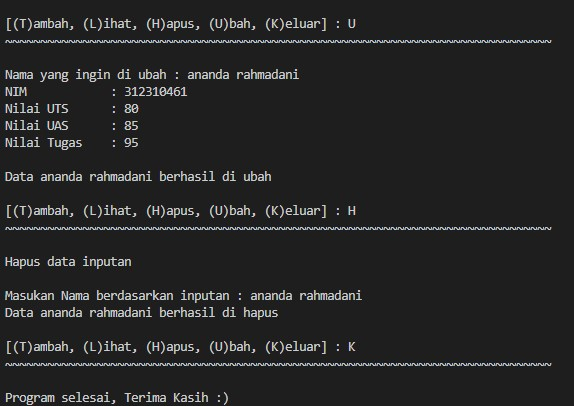 [(T)ambah, (L)ihat, (H)apus, (U)bah, (K)eluar] : U
~~~~~~~~~~~~~~~~~~~~~~~~~~~~~~~~~~~~~~~~~~~~~~~~~~~~~~~~~~~~~~~~~~~~~~~~~~~~~~
Nama yang ingin di ubah : ananda rahmadani
NIM            : 312310461
Nilai UTS      : 80
Nilai UAS      : 85
Nilai Tugas    : 95
Data ananda rahmadani berhasil di ubah
[(T)ambah, (L)ihat, (H)apus, (U)bah, (K)eluar] : H
~~~~~~~~~~~~~~~~~~~~~~~~~~~~~~~~~~~~~~~~~~~~~~~~~~~~~~~~~~~~~~~~~~~~~~~~~~~~~~
Hapus data inputan
Masukan Nama berdasarkan inputan : ananda rahmadani
Data ananda rahmadani berhasil di hapus
[(T)ambah, (L)ihat, (H)apus, (U)bah, (K)eluar] : K
~~~~~~~~~~~~~~~~~~~~~~~~~~~~~~~~~~~~~~~~~~~~~~~~~~~~~~~~~~~~~~~~~~~~~~~~~~~~~~
Program selesai, Terima Kasih :)